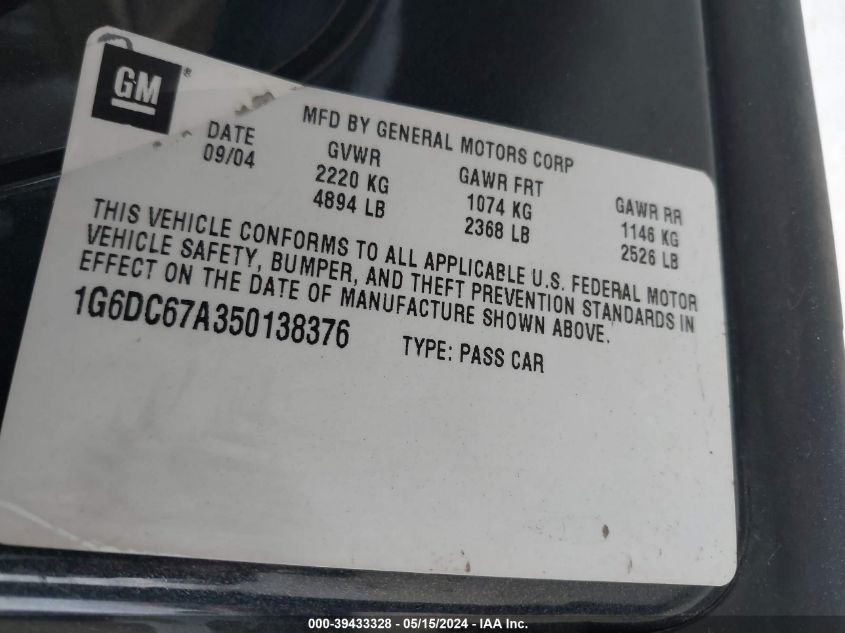 GM ®
MFD BY GENERAL MOTORS CORP
DATE GVWR GAWR FRT GAWR RR
09/04 2220 KG 1074 KG 1146 KG
4894 LB 2368 LB 2526 LB
THIS VEHICLE CONFORMS TO ALL APPLICABLE U.S. FEDERAL MOTOR
VEHICLE SAFETY, BUMPER, AND THEFT PREVENTION STANDARDS IN
EFFECT ON THE DATE OF MANUFACTURE SHOWN ABOVE.
1G6DC67A350138376 TYPE: PASS CAR
000-39433328 - 05/15/2024 - IAA Inc.